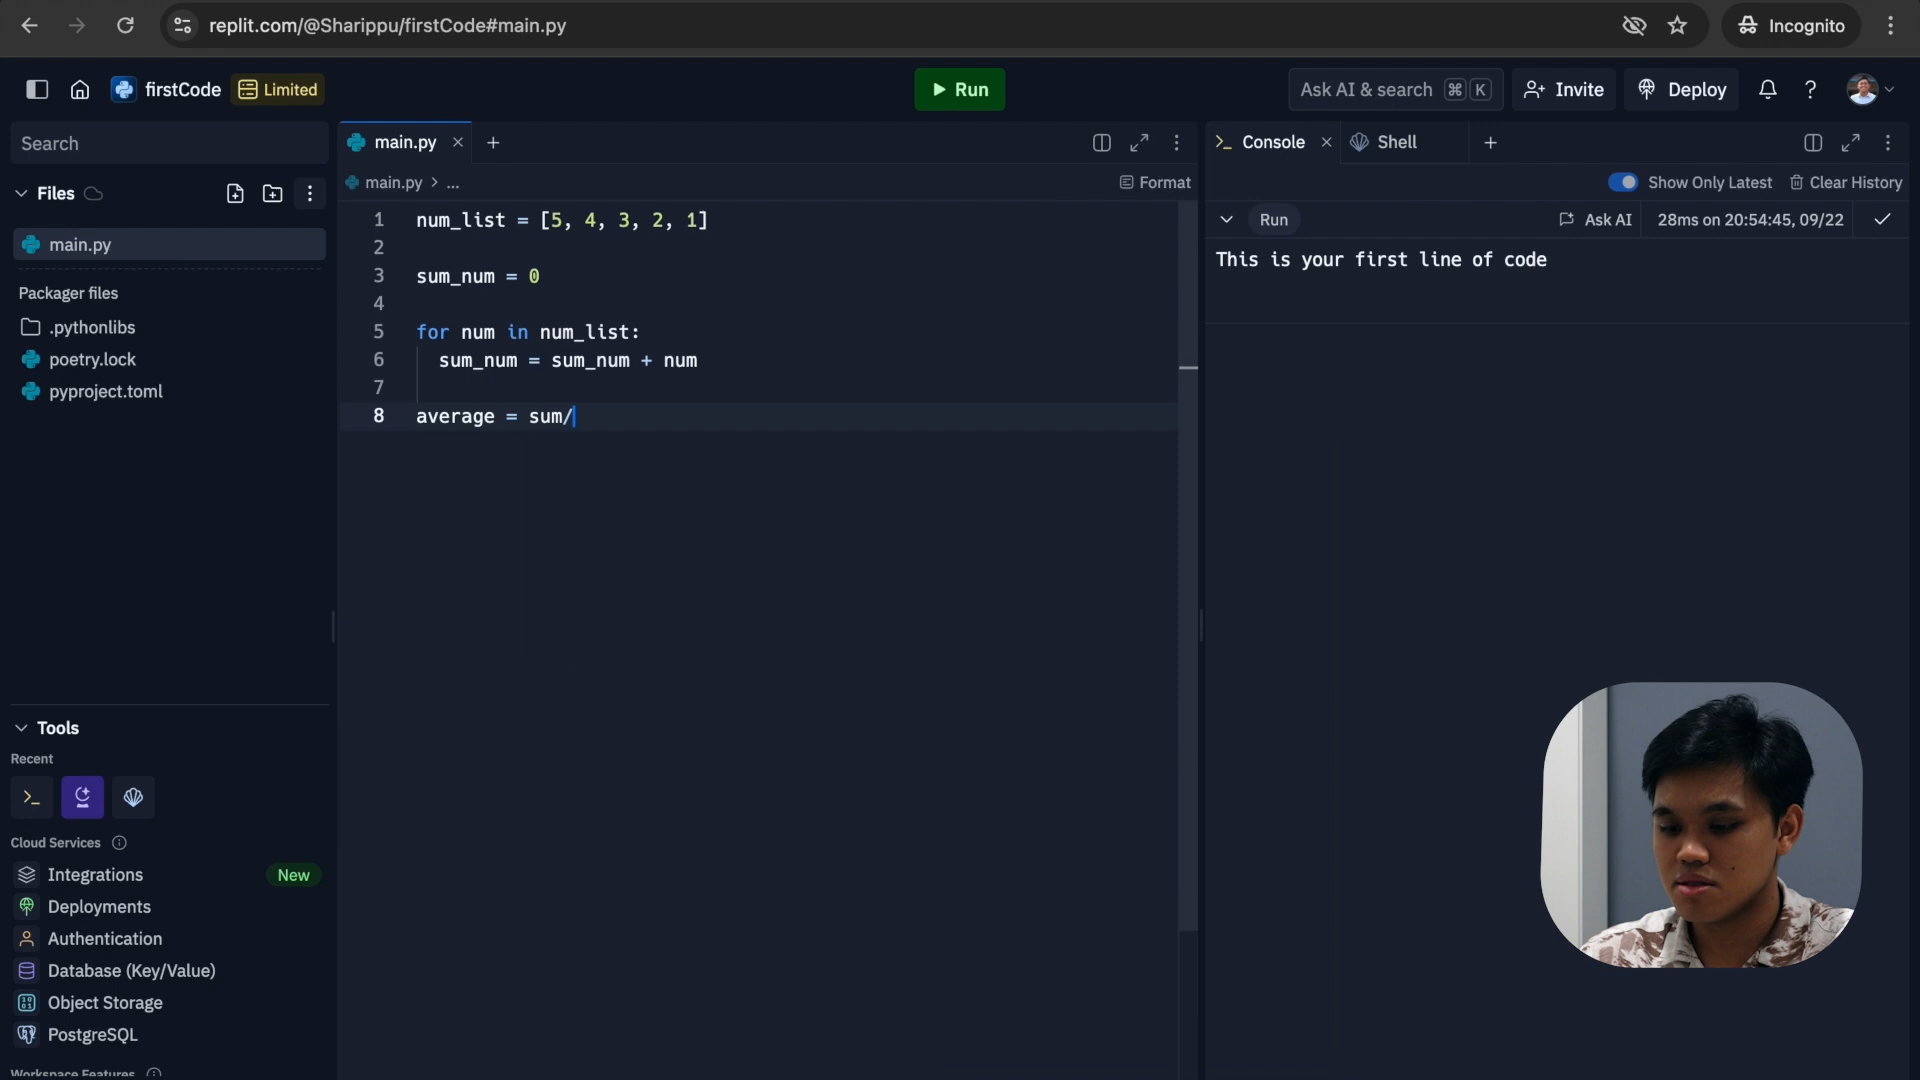 replit.com/@Sharippu/firstCode#main.py
Incognito
firstCode
Limited
Run
Ask AI & search ⌘ K
Invite
Deploy
Search
Files
main.py
Packager files
.pythonlibs
poetry.lock
pyproject.toml
Tools
Recent
Cloud Services
Integrations
New
Deployments
Authentication
Database (Key/Value)
Object Storage
PostgreSQL
Workspace Features
main.py
main.py > ...
Format
1 num_list = [5, 4, 3, 2, 1]
2
3 sum_num = 0
4
5 for num in num_list:
6 sum_num = sum_num + num
7
8 average = sum/
Console
Shell
Show Only Latest
Clear History
Run
Ask AI
28ms on 20:54:45, 09/22
This is your first line of code